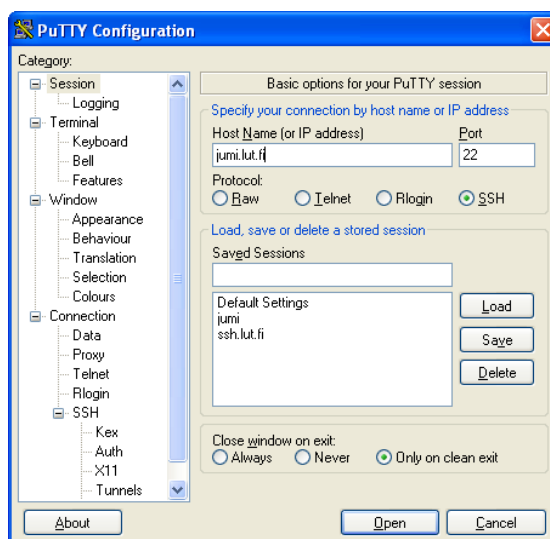 PuTTY Configuration
Category:
Session
Logging
Terminal
Keyboard
Bell
Features
Window
Appearance
Behaviour
Translation
Selection
Colours
Connection
Data
Proxy
Telnet
Rlogin
SSH
Kex
Auth
X11
Tunnels
Basic options for your PuTTY session
Specify your connection by host name or IP address
Host Name (or IP address) Port
jumi.lut.fi 22
Protocol:
Raw Telnet Rlogin SSH
Load, save or delete a stored session
Saved Sessions
Default Settings
jumi
ssh.lut.fi
Load
Save
Delete
Close window on exit:
Always Never Only on clean exit
About Open Cancel